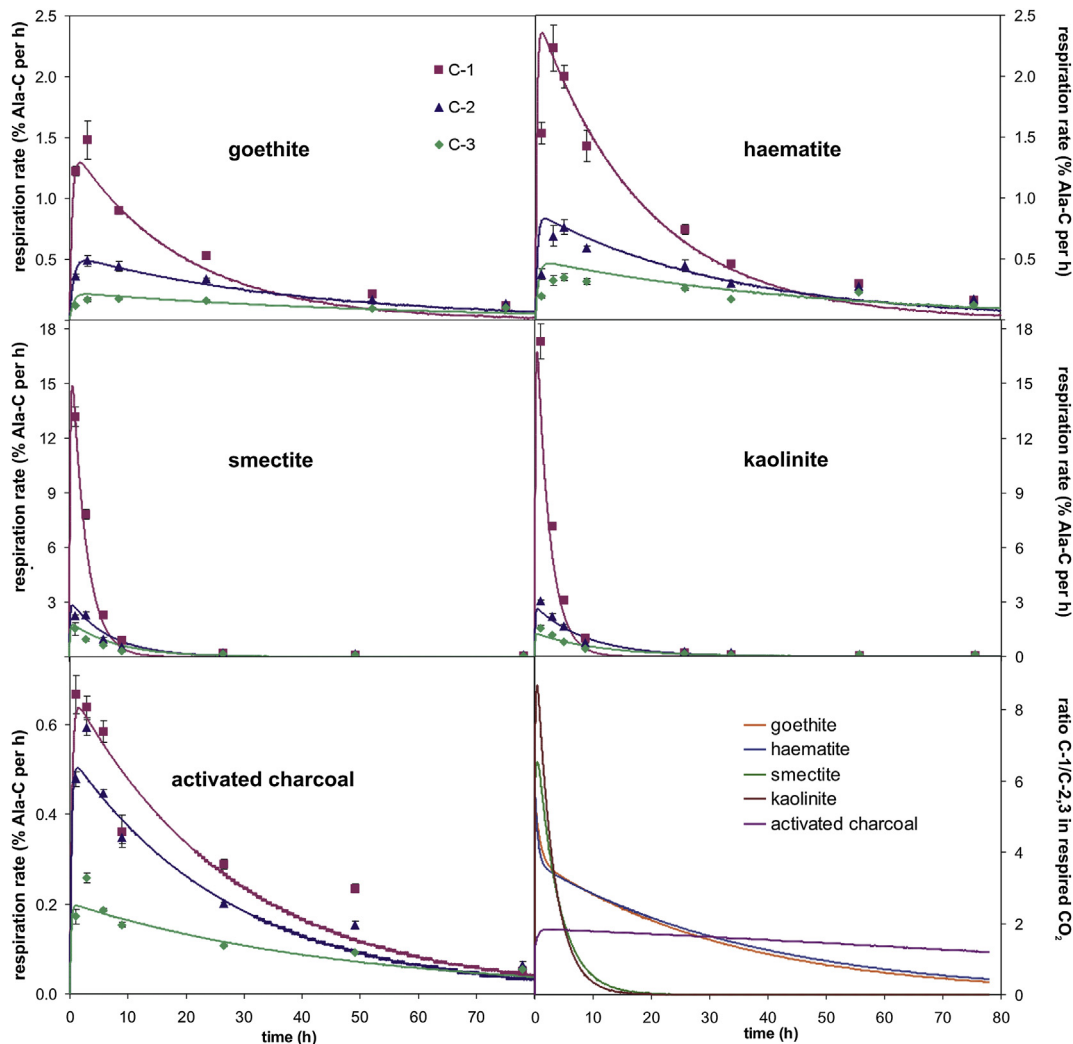 2.5
2.0
1.5
1.0
0.5
respiration rate (% Ala-C per h)
C-1
C-2
C-3
goethite
2.5
2.0
1.5
1.0
0.5
respiration rate (% Ala-C per h)
haematite
18
15
12
9
6
3
respiration rate (% Ala-C per h)
smectite
18
15
12
9
6
3
0
respiration rate (% Ala-C per h)
kaolinite
0.6
0.4
0.2
0.0
respiration rate (% Ala-C per h)
activated charcoal
0 10 20 30 40 50 60 70 80
time (h)
goethite
haematite
smectite
kaolinite
activated charcoal
8
6
4
2
0
ratio C-1/C-2,3 in respired CO₂
0 10 20 30 40 50 60 70 80
time (h)